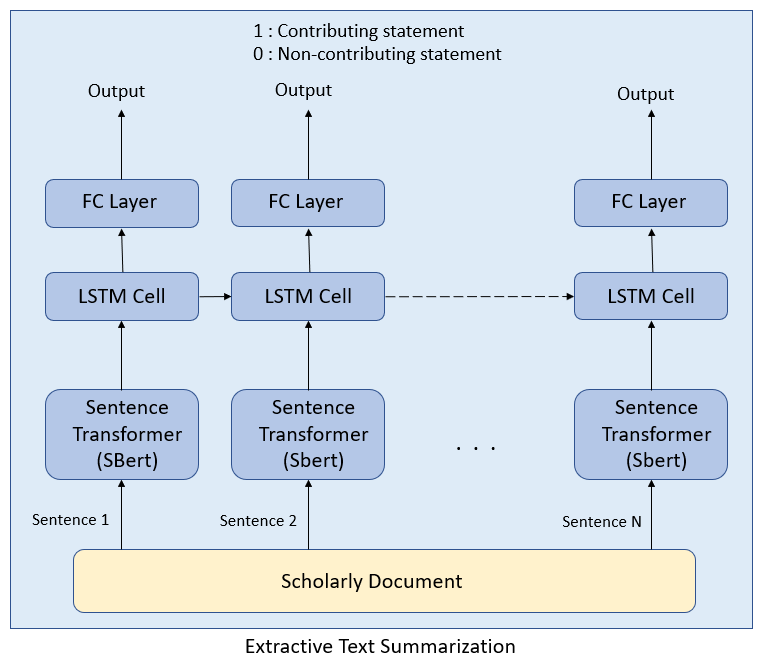 1 : Contributing statement
0 : Non-contributing statement
Output
Output
Output
FC Layer
FC Layer
FC Layer
LSTM Cell
LSTM Cell
LSTM Cell
Sentence
Transformer
(SBert)
Sentence
Transformer
(Sbert)
. . .
Sentence
Transformer
(Sbert)
Sentence 1
Sentence 2
Sentence N
Scholarly Document
Extractive Text Summarization